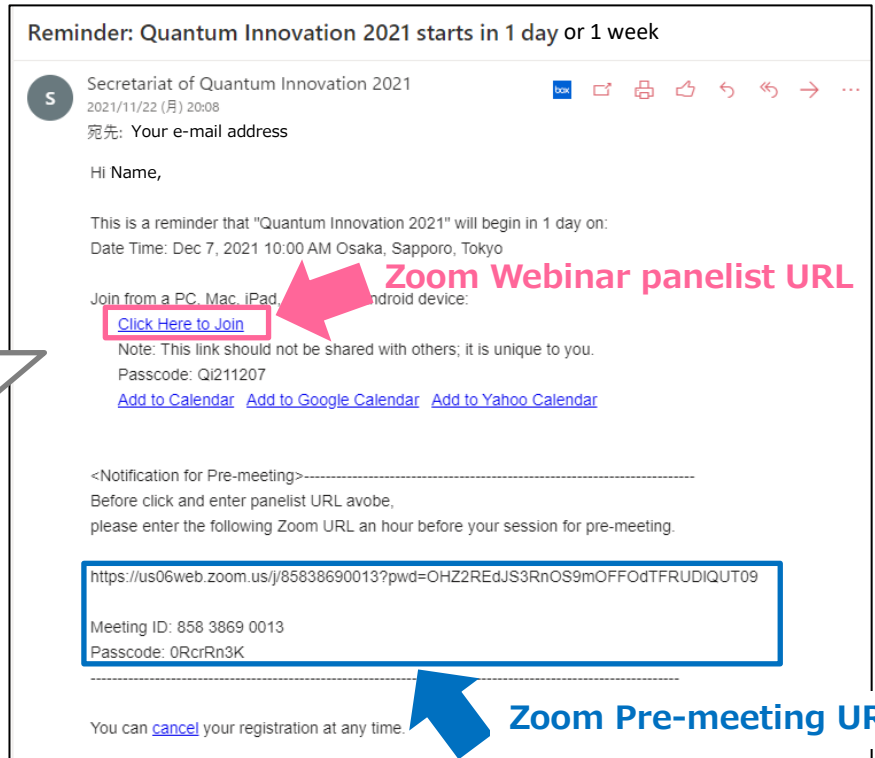 Reminder: Quantum Innovation 2021 starts in 1 day or 1 week
S
Secretariat of Quantum Innovation 2021
box
2021/11/22 (月) 20:08
宛先: Your e-mail address
Hi Name,
This is a reminder that "Quantum Innovation 2021" will begin in 1 day on:
Date Time: Dec 7, 2021 10:00 AM Osaka, Sapporo, Tokyo
Zoom Webinar panelist URL
Join from a PC, Mac, iPad, ndroid device:
Click Here to Join
Note: This link should not be shared with others; it is unique to you.
Passcode: Qi211207
Add to Calendar Add to Google Calendar Add to Yahoo Calendar
<Notification for Pre-meeting>--------------------------------------------------------------------------
Before click and enter panelist URL avobe,
please enter the following Zoom URL an hour before your session for pre-meeting.
https://us06web.zoom.us/j/85838690013?pwd=OHZ2REdJS3RnOS9mOFFOdTFRUDlQUT09
Meeting ID: 858 3869 0013
Passcode: 0RcrRn3K
----------------------------------------------------------------------------------------------------------------
You can cancel your registration at any time.
Zoom Pre-meeting UR